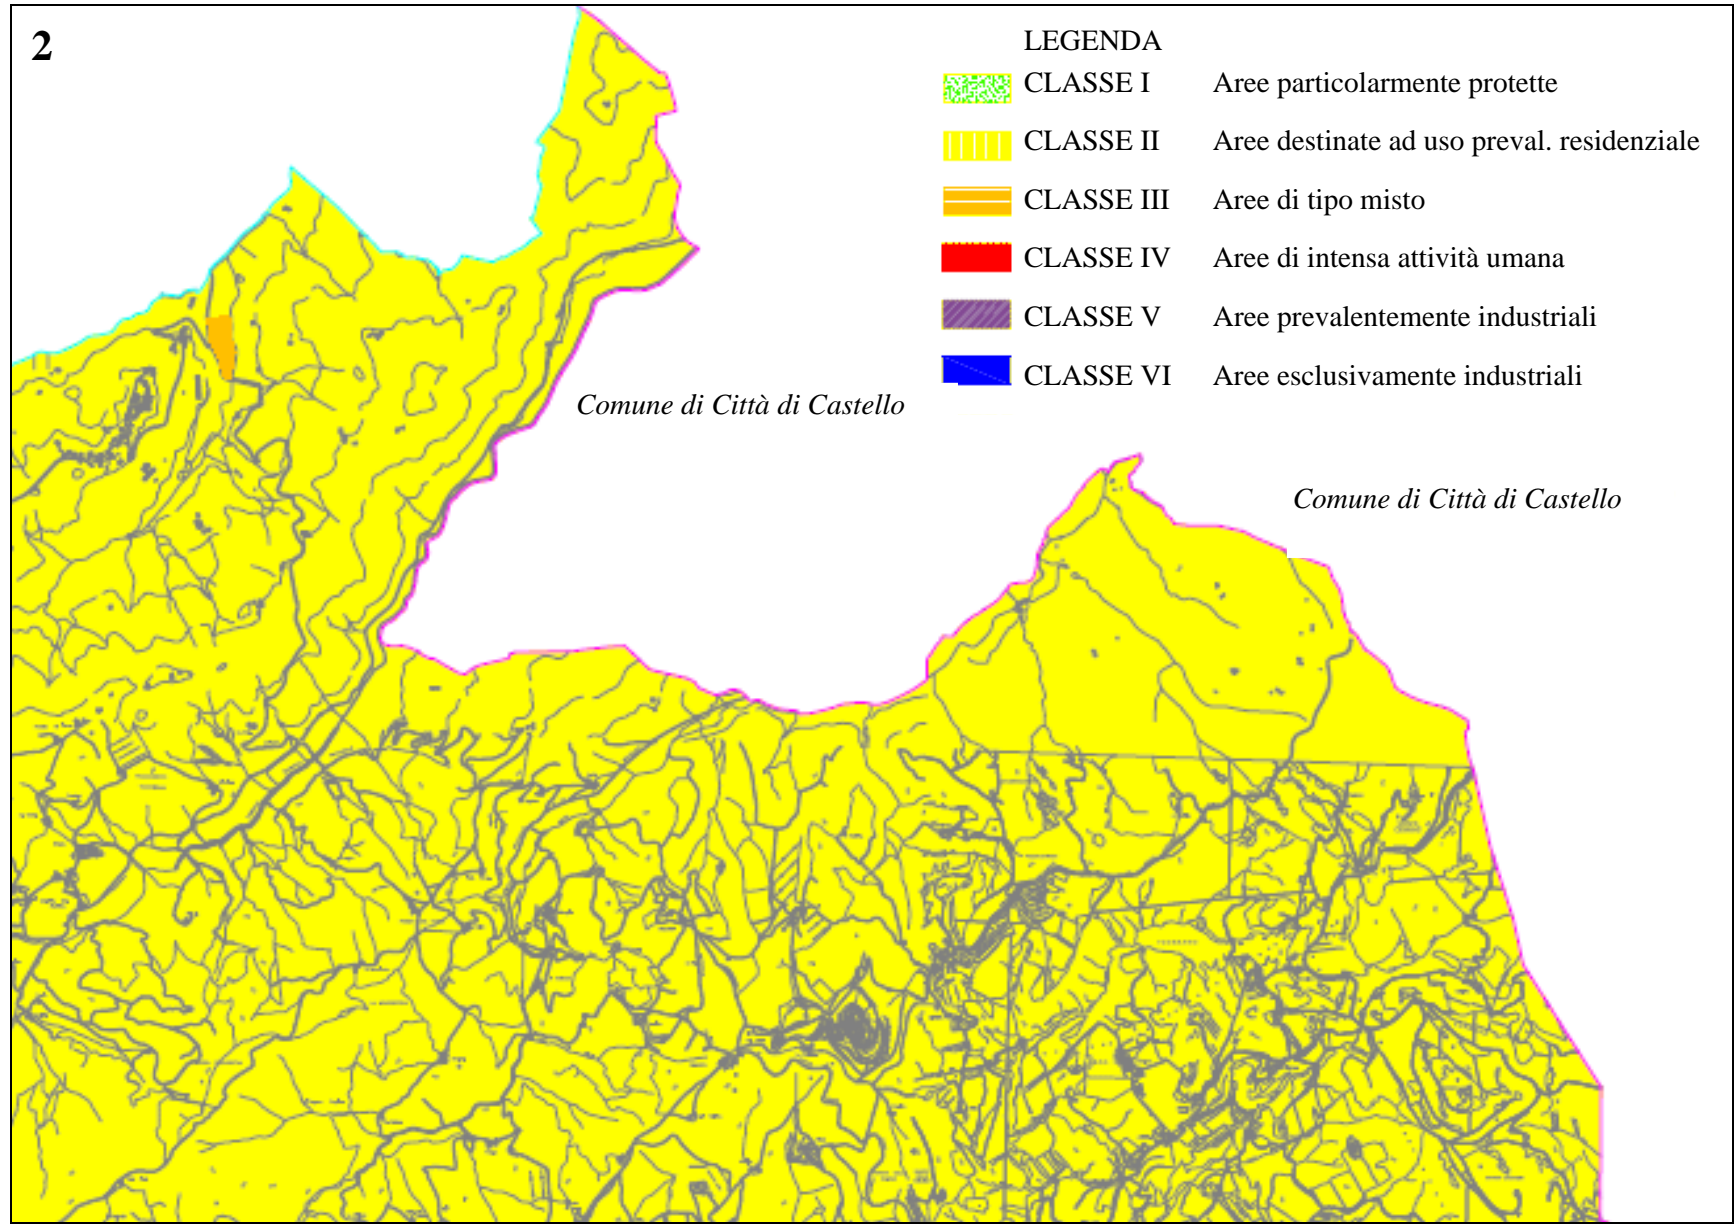 2
LEGENDA
CLASSE I Aree particolarmente protette
CLASSE II Aree destinate ad uso preval. residenziale
CLASSE III Aree di tipo misto
CLASSE IV Aree di intensa attività umana
CLASSE V Aree prevalentemente industriali
CLASSE VI Aree esclusivamente industriali
Comune di Città di Castello
Comune di Città di Castello